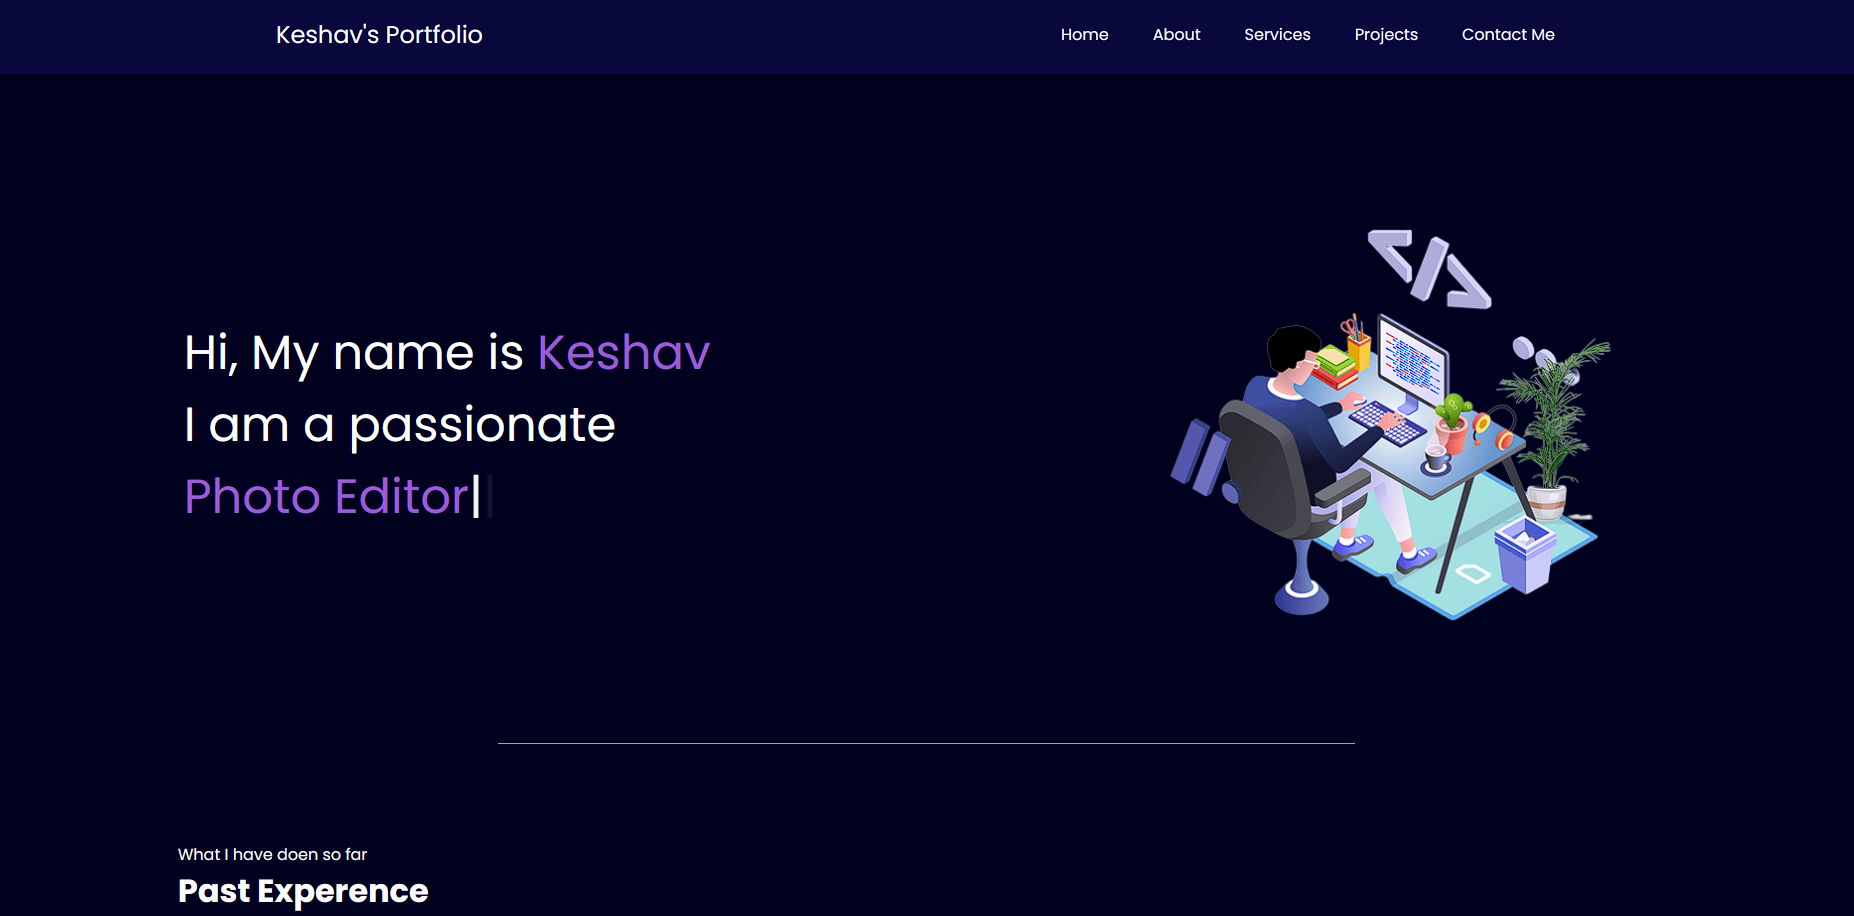 Keshav's Portfolio
Home About Services Projects Contact Me
</>
Hi, My name is Keshav
I am a passionate
Photo Editor|
What I have doen so far
Past Experence